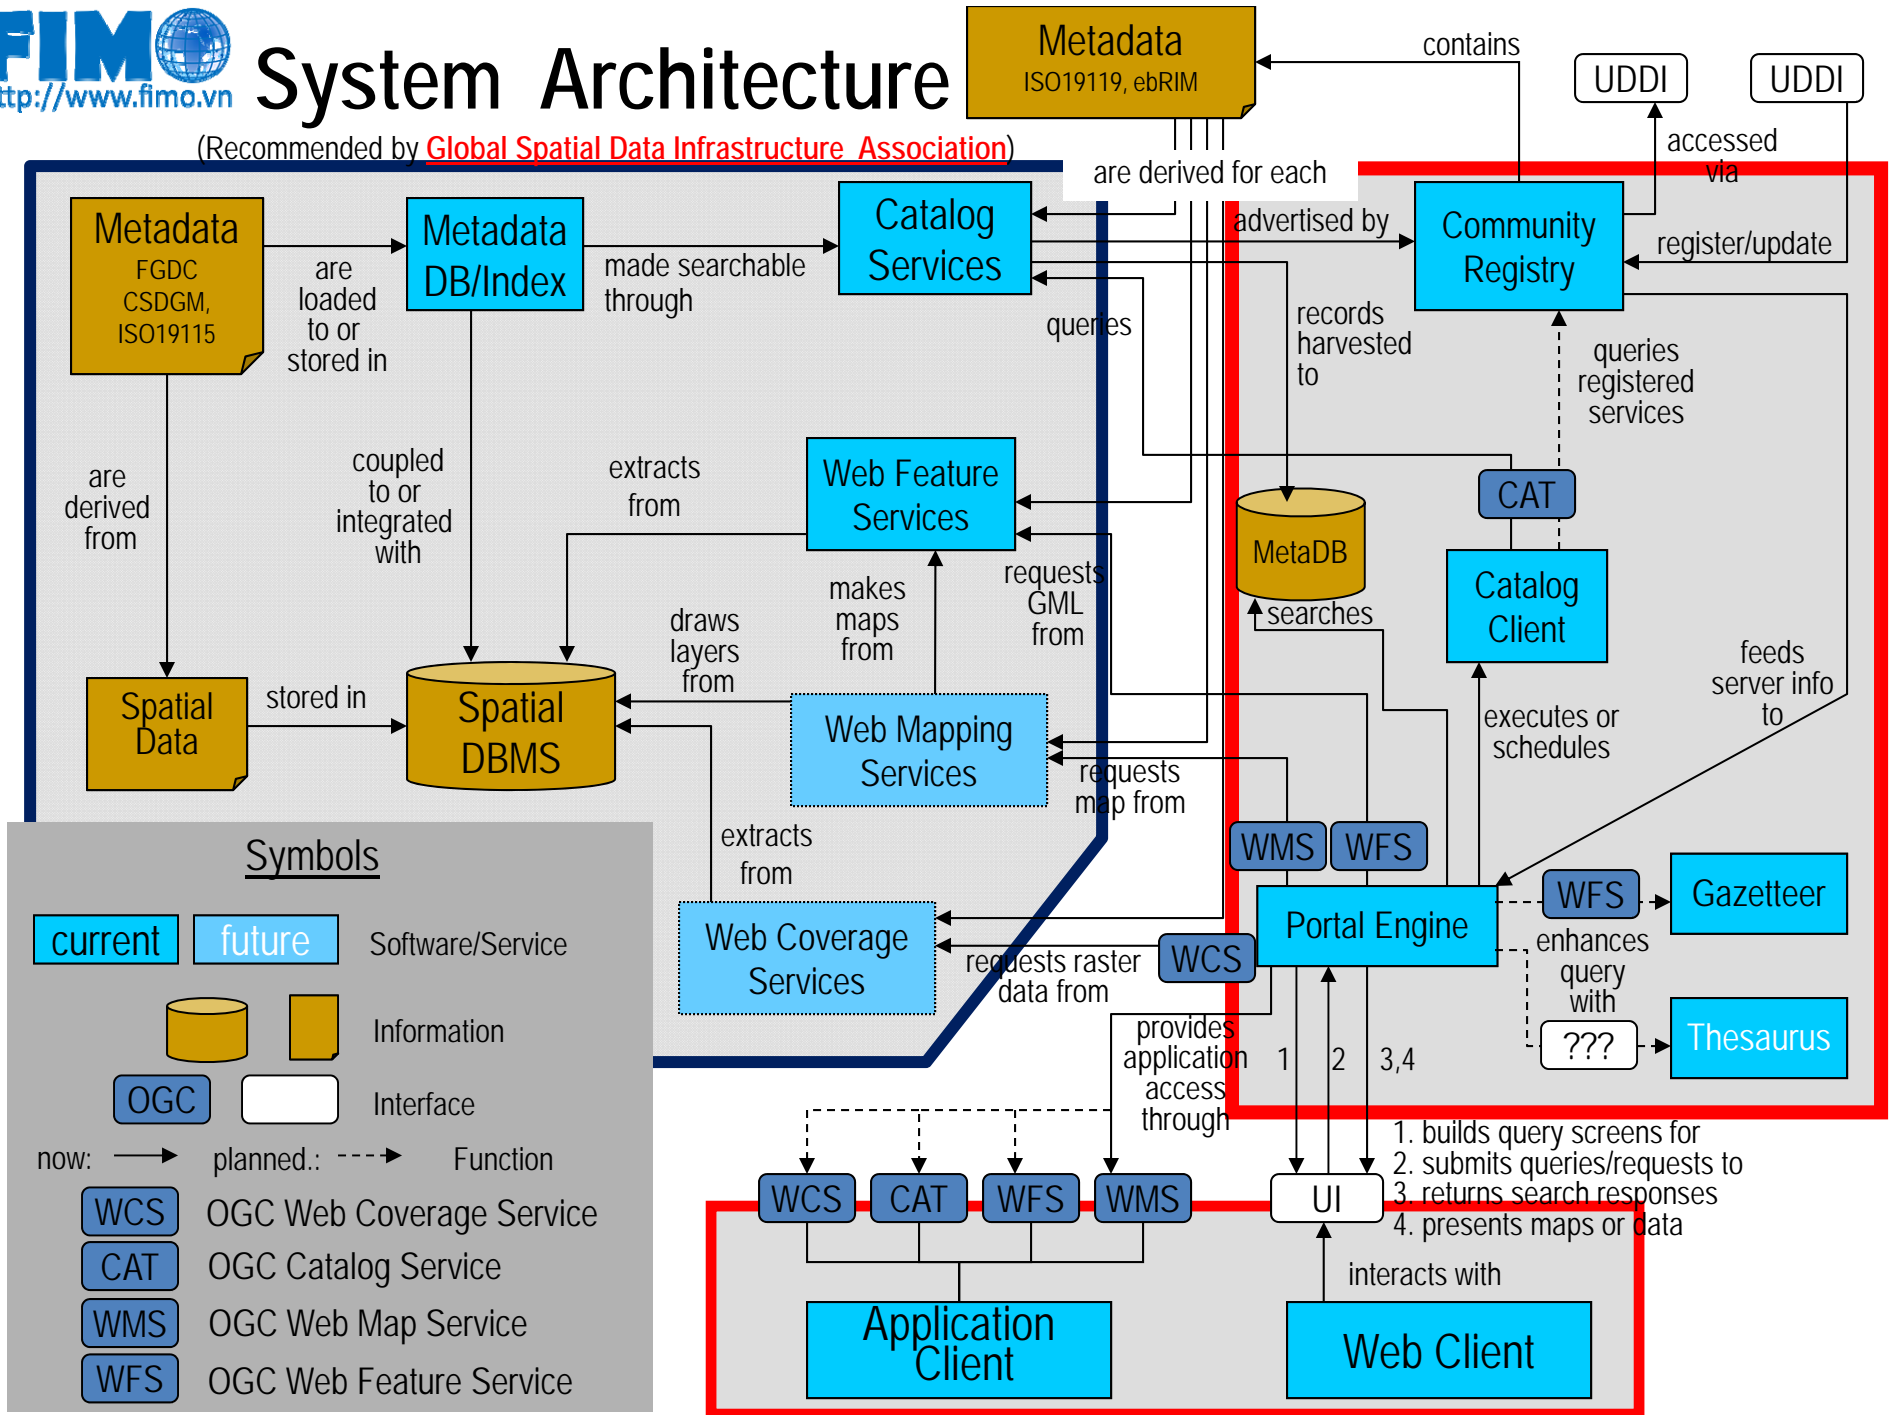 FIMO
ttp://www.fimo.vn
System Architecture
(Recommended by Global Spatial Data Infrastructure Association)
Metadata
ISO19119, ebRIM
contains
UDDI
UDDI
accessed
via
are derived for each
Metadata
FGDC
CSDGM,
ISO19115
are
loaded
to or
stored in
Metadata
DB/Index
made searchable
through
Catalog
Services
advertised by
Community
Registry
register/update
queries
records
harvested
to
queries
registered
services
are
derived
from
coupled
to or
integrated
with
extracts
from
Web Feature
Services
CAT
MetaDB
Catalog
Client
requests
GML
from
makes
maps
from
draws
layers
from
searches
feeds
server info
to
Spatial
Data
stored in
Spatial
DBMS
Web Mapping
Services
executes or
schedules
requests
map from
extracts
from
WMS
WFS
Web Coverage
Services
requests raster
data from
WCS
Portal Engine
WFS
Gazetteer
enhances
query
with
???
Thesaurus
provides
application
access
through
1
2
3,4
1. builds query screens for
2. submits queries/requests to
3. returns search responses
4. presents maps or data
WCS
CAT
WFS
WMS
UI
interacts with
Application
Client
Web Client
Symbols
current
future
Software/Service
Information
OGC
Interface
now:
planned.:
Function
WCS
OGC Web Coverage Service
CAT
OGC Catalog Service
WMS
OGC Web Map Service
WFS
OGC Web Feature Service